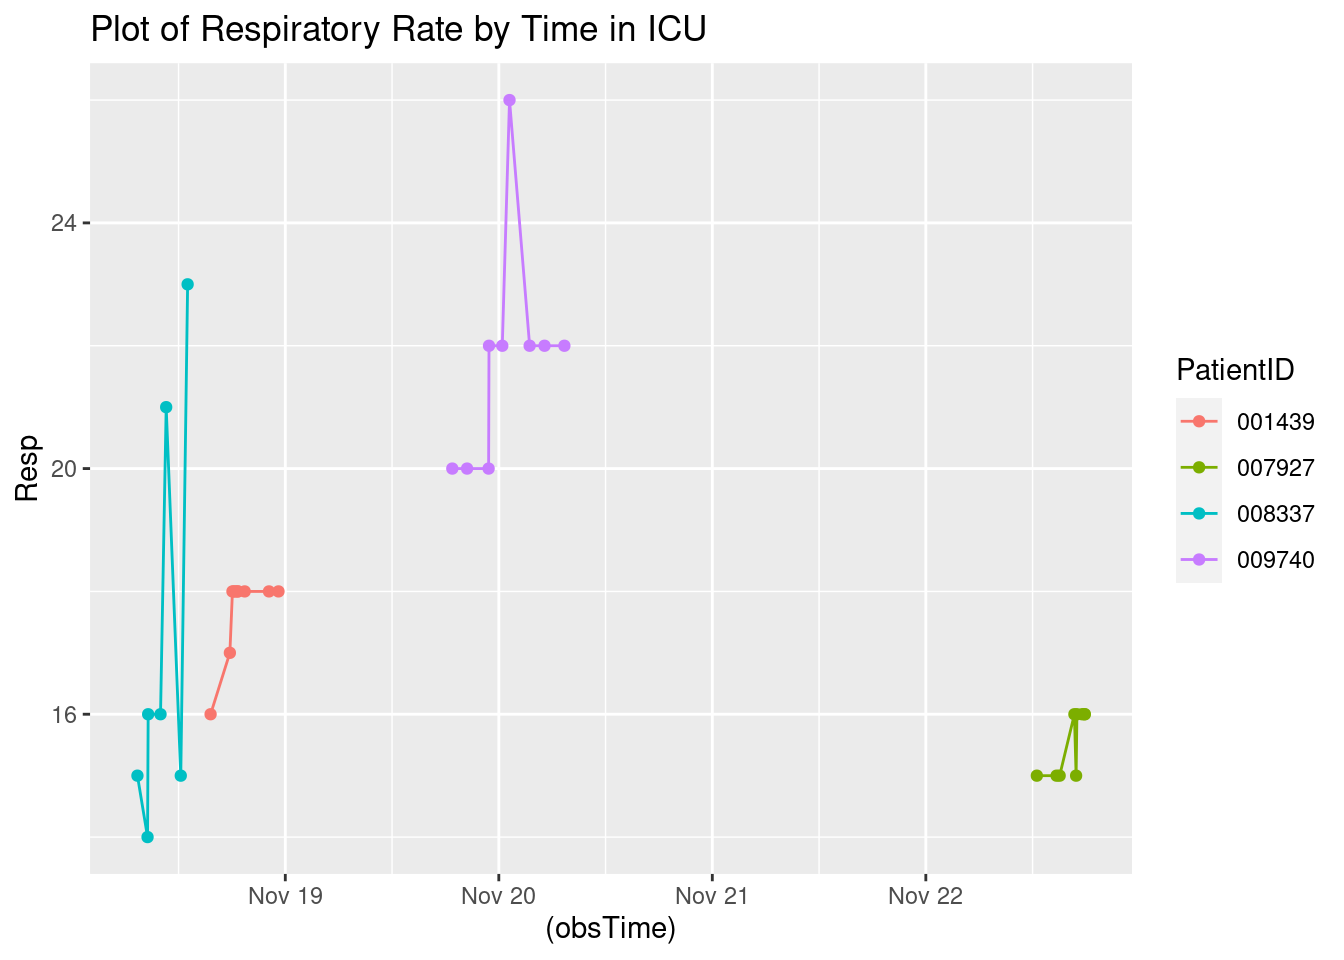 Plot of Respiratory Rate by Time in ICU
Resp
24
20
16
Nov 19
Nov 20
Nov 21
Nov 22
(obsTime)
PatientID
001439
007927
008337
009740